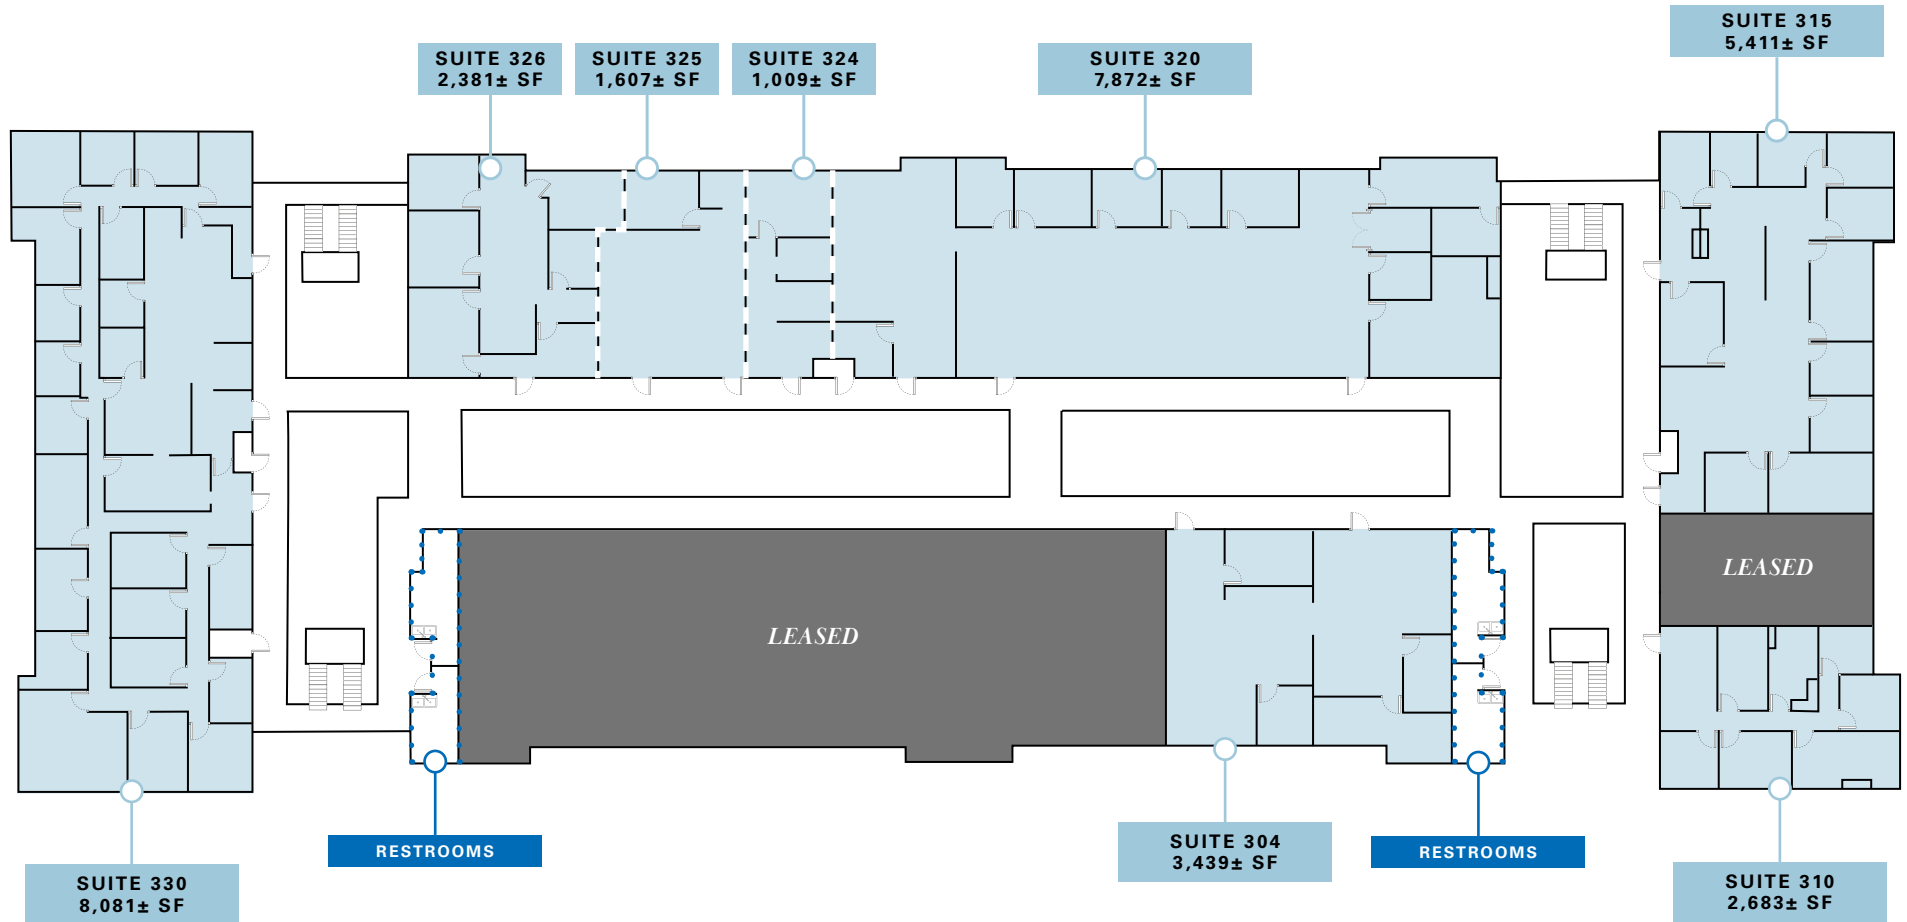 SUITE 315
5,411± SF
SUITE 326
2,381± SF
SUITE 325
1,607± SF
SUITE 324
1,009± SF
SUITE 320
7,872± SF
LEASED
LEASED
RESTROOMS
SUITE 304
3,439± SF
RESTROOMS
SUITE 330
8,081± SF
SUITE 310
2,683± SF